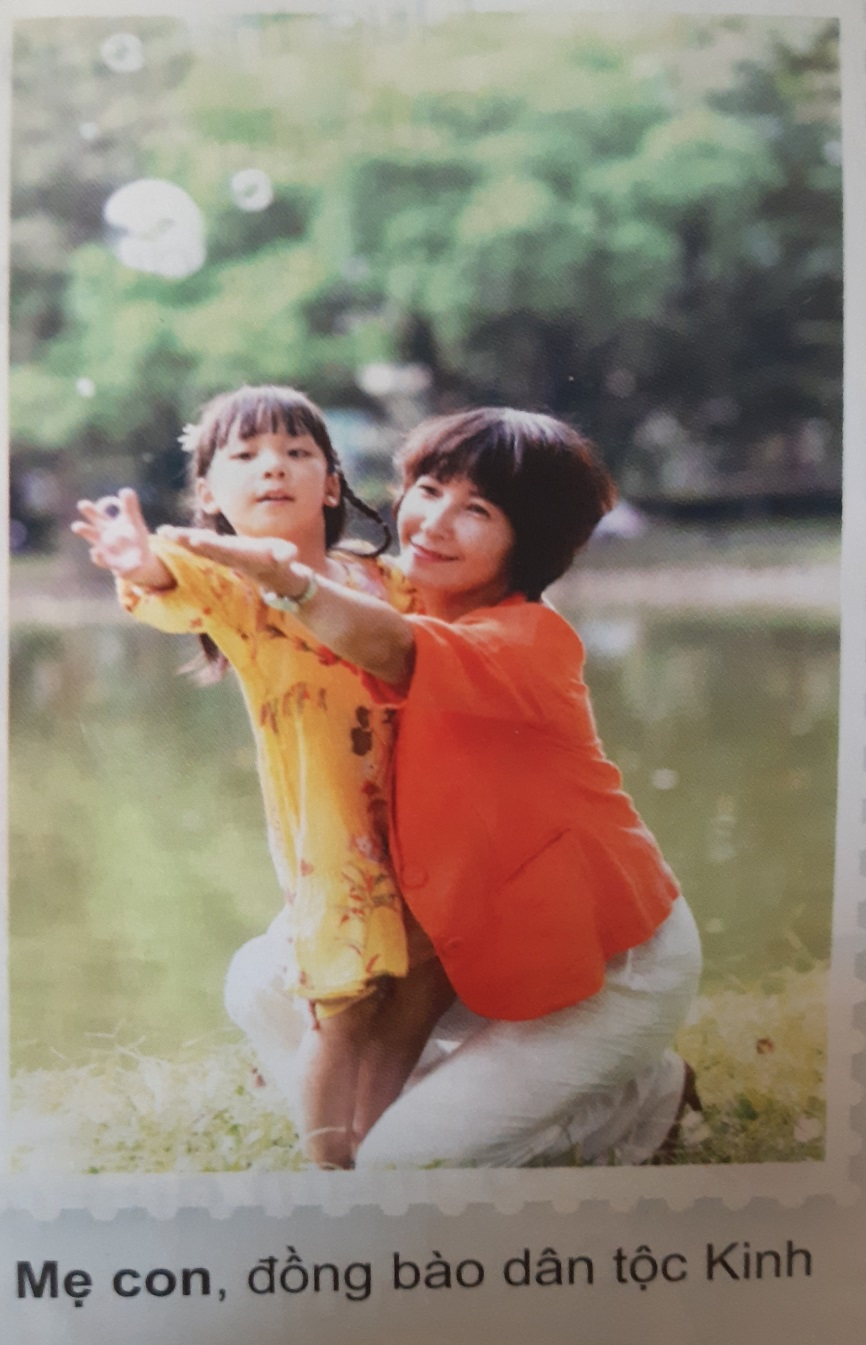 Mẹ con, đồng bào dân tộc Kinh